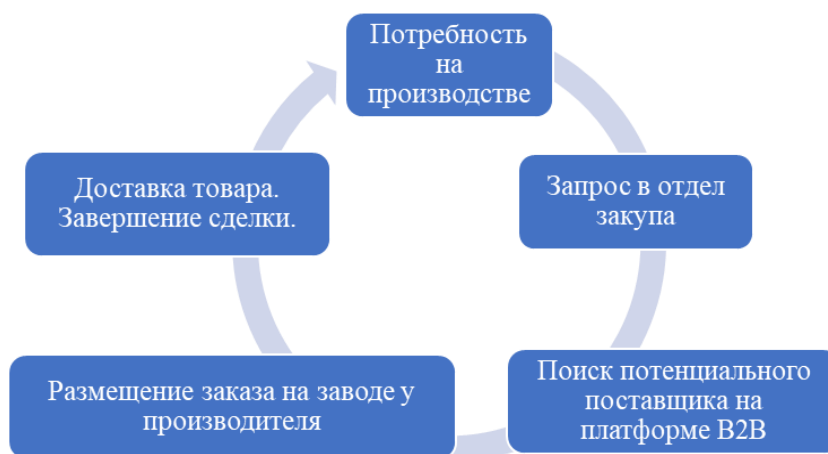 Потребность
на
производстве
Запрос в отдел
закупа
Поиск потенциального
поставщика на
платформе B2B
Размещение заказа на заводе у
производителя
Доставка товара.
Завершение сделки.